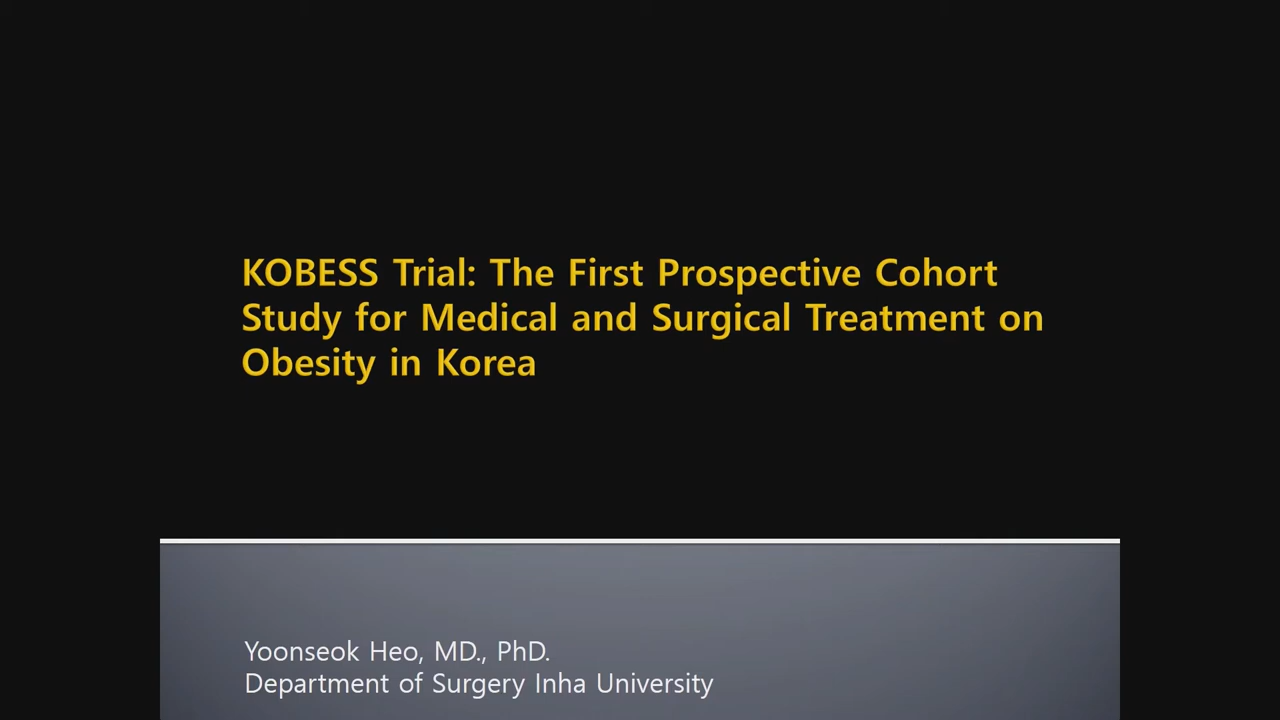 KOBESS Trial: The First Prospective Cohort
Study for Medical and Surgical Treatment on
Obesity in Korea
Yoonseok Heo, MD., PhD.
Department of Surgery Inha University